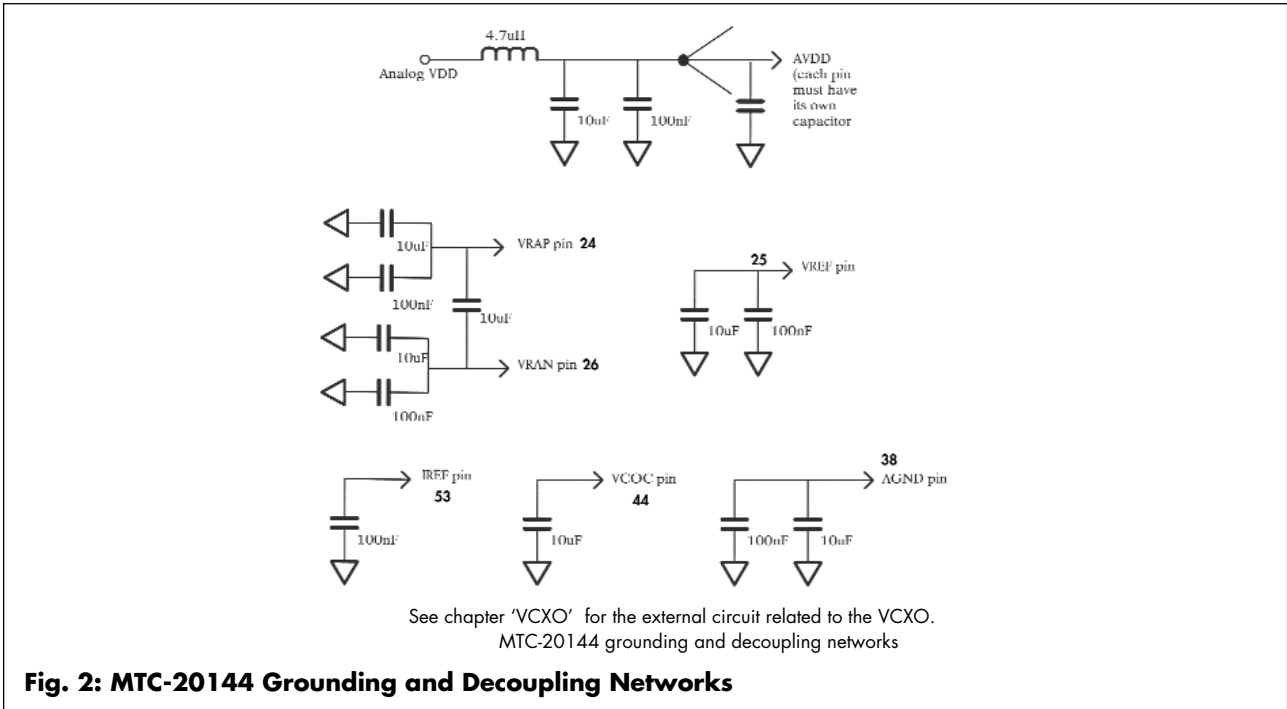 4.7uH
Analog VDD
10uF
100nF
AVDD
(each pin
must have
its own
capacitor
10uF
100nF
VRAP pin 24
10uF
10uF
100nF
VRAN pin 26
25
VREF pin
10uF
100nF
IREF pin
53
100nF
VCOC pin
44
10uF
38
AGND pin
100nF
10uF
See chapter ‘VCXO’ for the external circuit related to the VCXO.
MTC-20144 grounding and decoupling networks
Fig. 2: MTC-20144 Grounding and Decoupling Networks